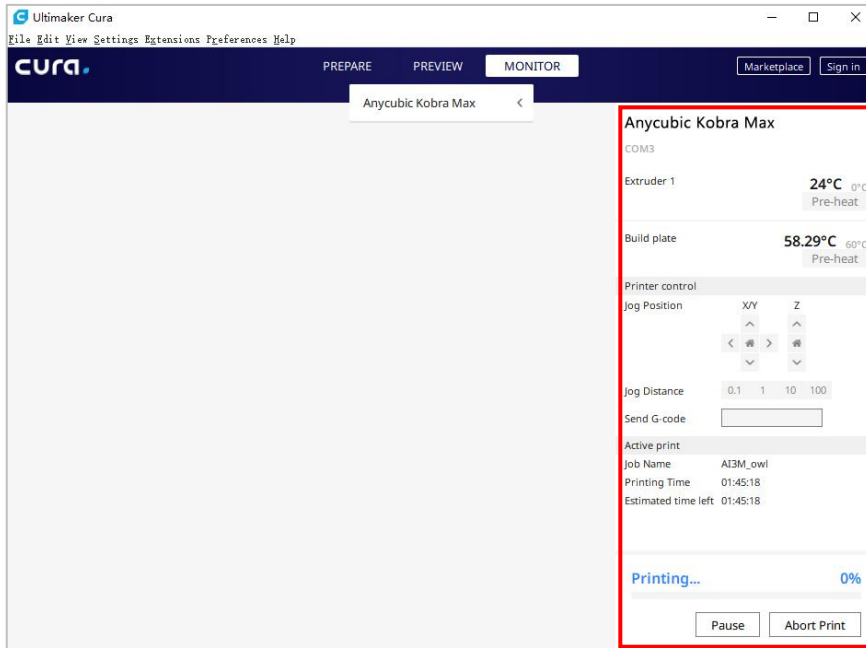 Ultimaker Cura
File Edit View Settings Extensions Preferences Help
cura.
PREPARE PREVIEW MONITOR
Marketplace Sign in
Anycubic Kobra Max
Anycubic Kobra Max
COM3
Extruder 1 24°C 0°C
Pre-heat
Build plate 58.29°C 60°C
Pre-heat
Printer control
Jog Position X/Y Z
Jog Distance 0.1 1 10 100
Send G-code
Active print
Job Name AI3M_owl
Printing Time 01:45:18
Estimated time left 01:45:18
Printing... 0%
Pause Abort Print